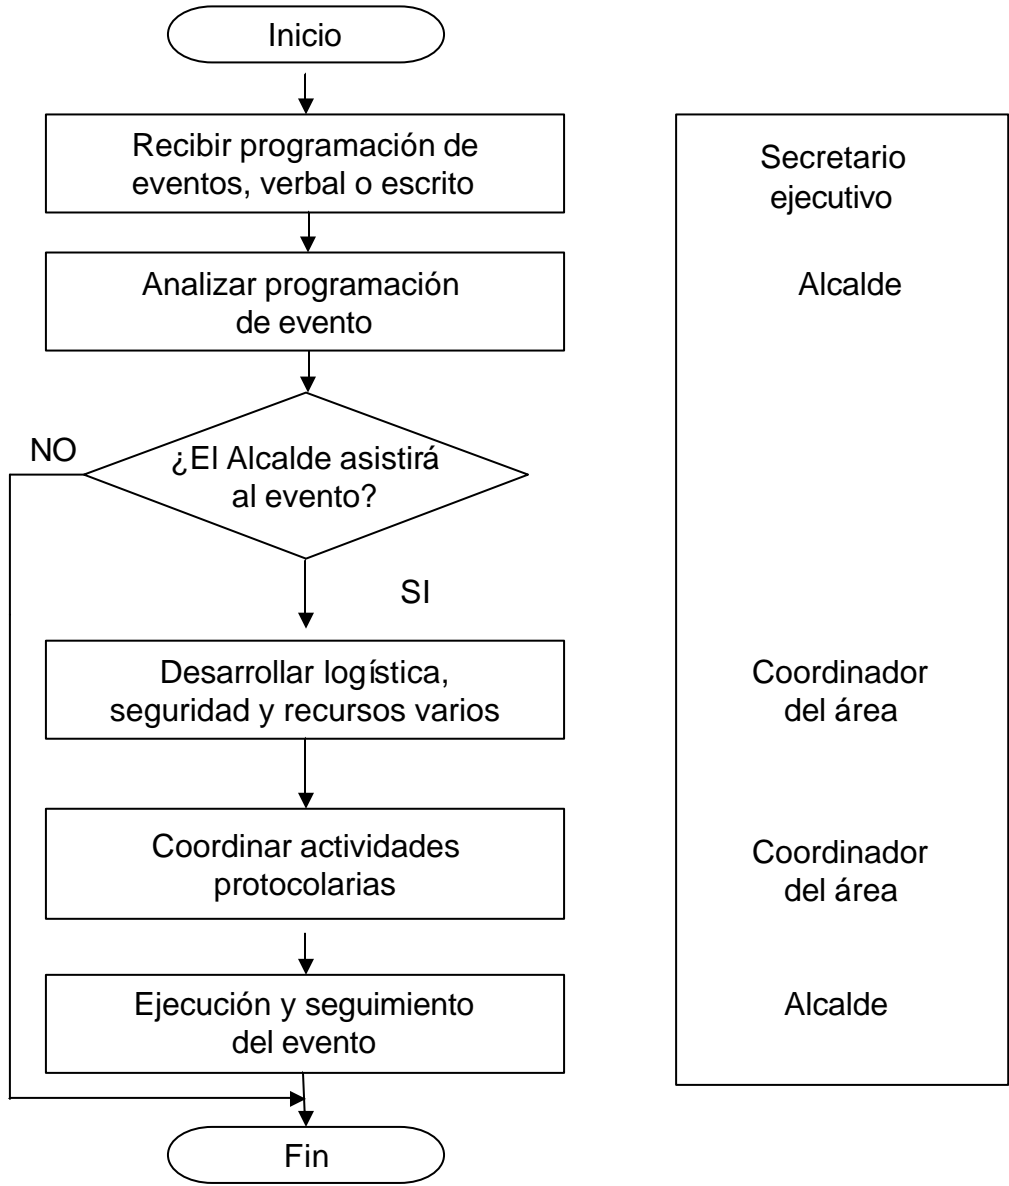 Inicio
Recibir programación de
eventos, verbal o escrito
Secretario
ejecutivo
Analizar programación
de evento
Alcalde
NO
¿El Alcalde asistirá
al evento?
SI
Desarrollar logística,
seguridad y recursos varios
Coordinador
del área
Coordinar actividades
protocolarias
Coordinador
del área
Ejecución y seguimiento
del evento
Alcalde
Fin